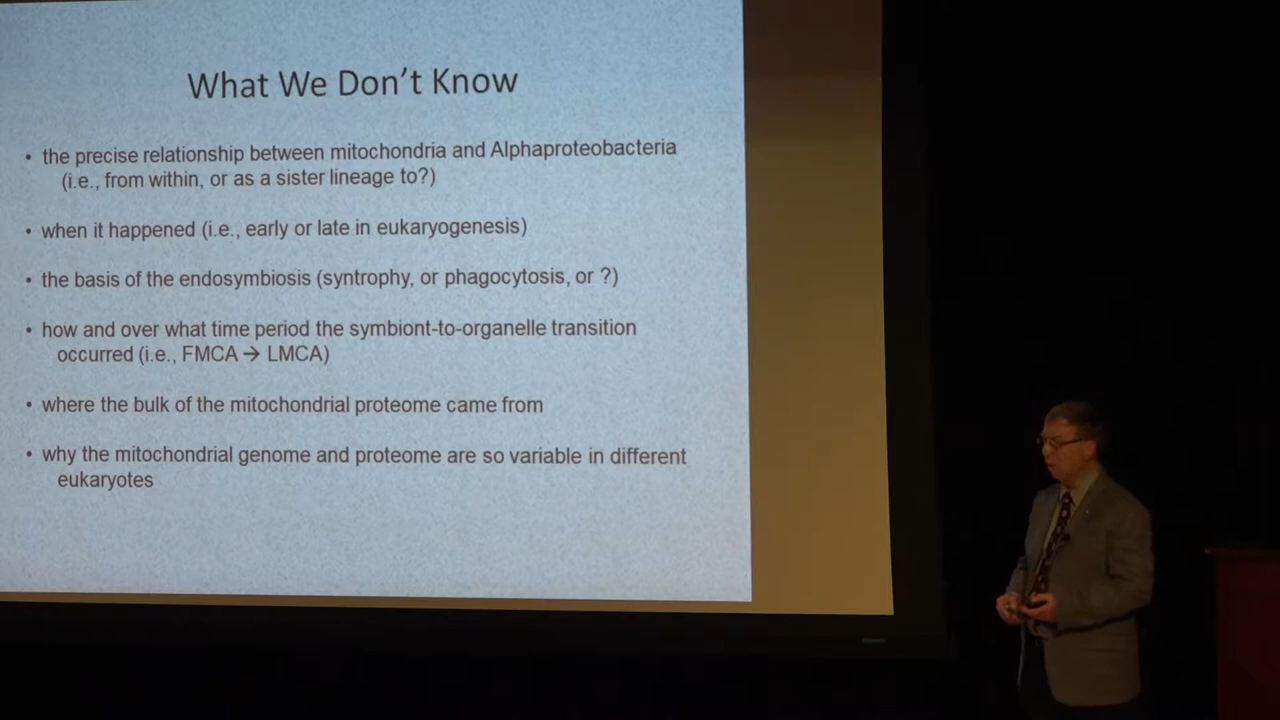 What We Don't Know
• the precise relationship between mitochondria and Alphaproteobacteria
(i.e., from within, or as a sister lineage to?)
• when it happened (i.e., early or late in eukaryogenesis)
• the basis of the endosymbiosis (syntrophy, or phagocytosis, or ?)
• how and over what time period the symbiont-to-organelle transition
occurred (i.e., FMCA → LMCA)
• where the bulk of the mitochondrial proteome came from
• why the mitochondrial genome and proteome are so variable in different
eukaryotes